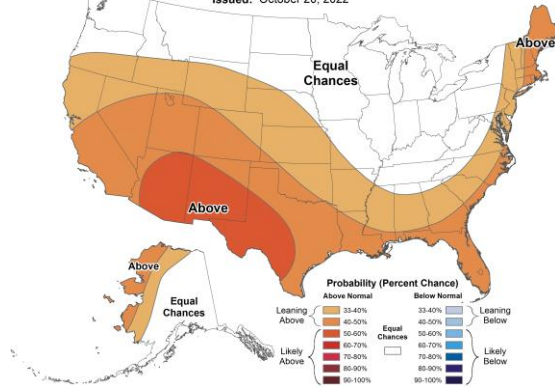 Issued: October 20, 2022
Equal
Chances
Above
Above
Above
Equal
Chances
Probability (Percent Chance)
Above Normal
Below Normal
Leaning
Above
33-40%
40-50%
Likely
Above
50-60%
60-70%
70-80%
80-90%
90-100%
Equal
Chances
33-40%
40-50%
Leaning
Below
50-60%
60-70%
70-80%
80-90%
90-100%
Likely
Below